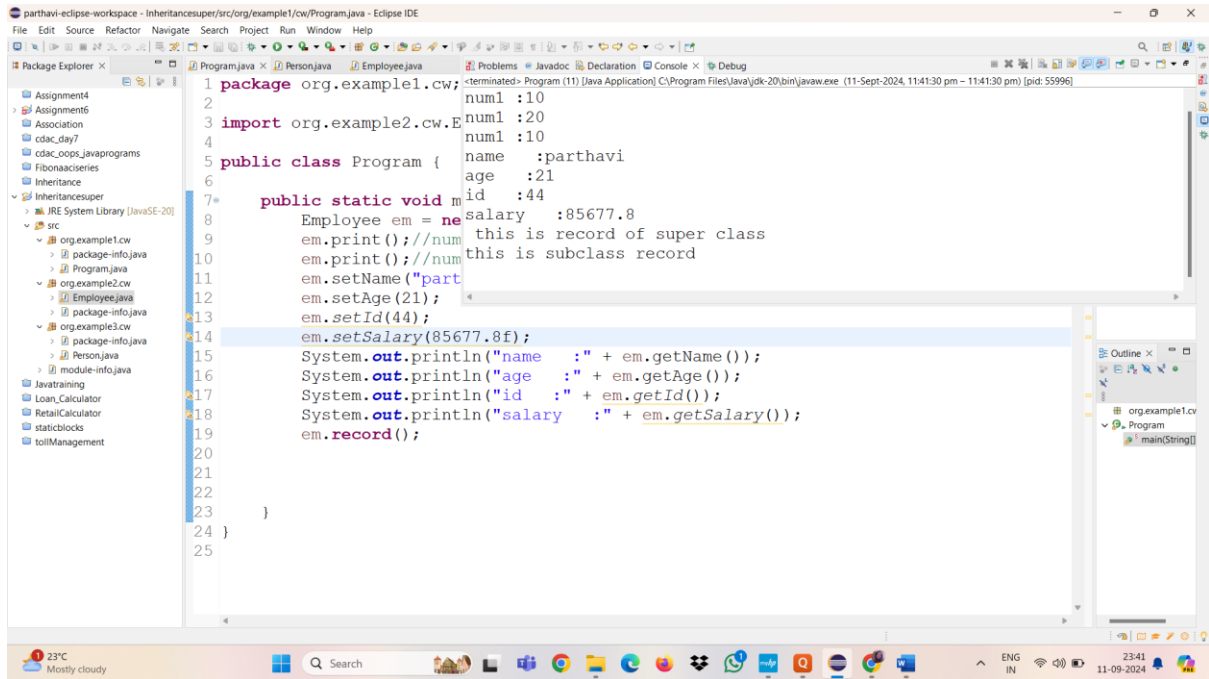 parthavi-eclipse-workspace - Inheritancesuper/src/org/example1/cw/Program.java - Eclipse IDE
File Edit Source Refactor Navigate Search Project Run Window Help
Package Explorer
Assignment4
Assignment6
Association
cdac_day7
cdac_oops_javaprograms
Fibonaaciseries
Inheritance
Inheritancesuper
JRE System Library [JavaSE-20]
src
org.example1.cw
package-info.java
Program.java
org.example2.cw
Employee.java
package-info.java
org.example3.cw
package-info.java
Person.java
module-info.java
Javatraining
Loan_Calculator
RetailCalculator
staticblocks
tollManagement
Program.java Person.java Employee.java
1 package org.example1.cw;
2
3 import org.example2.cw.E
4
5 public class Program {
6
7 public static void m
8 Employee em = ne
9 em.print();//num
10 em.print();//num
11 em.setName("part
12 em.setAge(21);
13 em.setId(44);
14 em.setSalary(85677.8f);
15 System.out.println("name   :" + em.getName());
16 System.out.println("age   :" + em.getAge());
17 System.out.println("id   :" + em.getId());
18 System.out.println("salary   :" + em.getSalary());
19 em.record();
20
21
22
23 }
24 }
25
Problems Javadoc Declaration Console Debug
<terminated> Program (11) [Java Application] C:\Program Files\Java\jdk-20\bin\javaw.exe (11-Sept-2024, 11:41:30 pm – 11:41:30 pm) [pid: 55996]
num1 :10
num1 :20
num1 :10
name   :parthavi
age   :21
id   :44
salary   :85677.8
this is record of super class
this is subclass record
Outline
org.example1.cv
Program
main(String[]
23°C
Mostly cloudy
Search
ENG
IN
23:41
11-09-2024